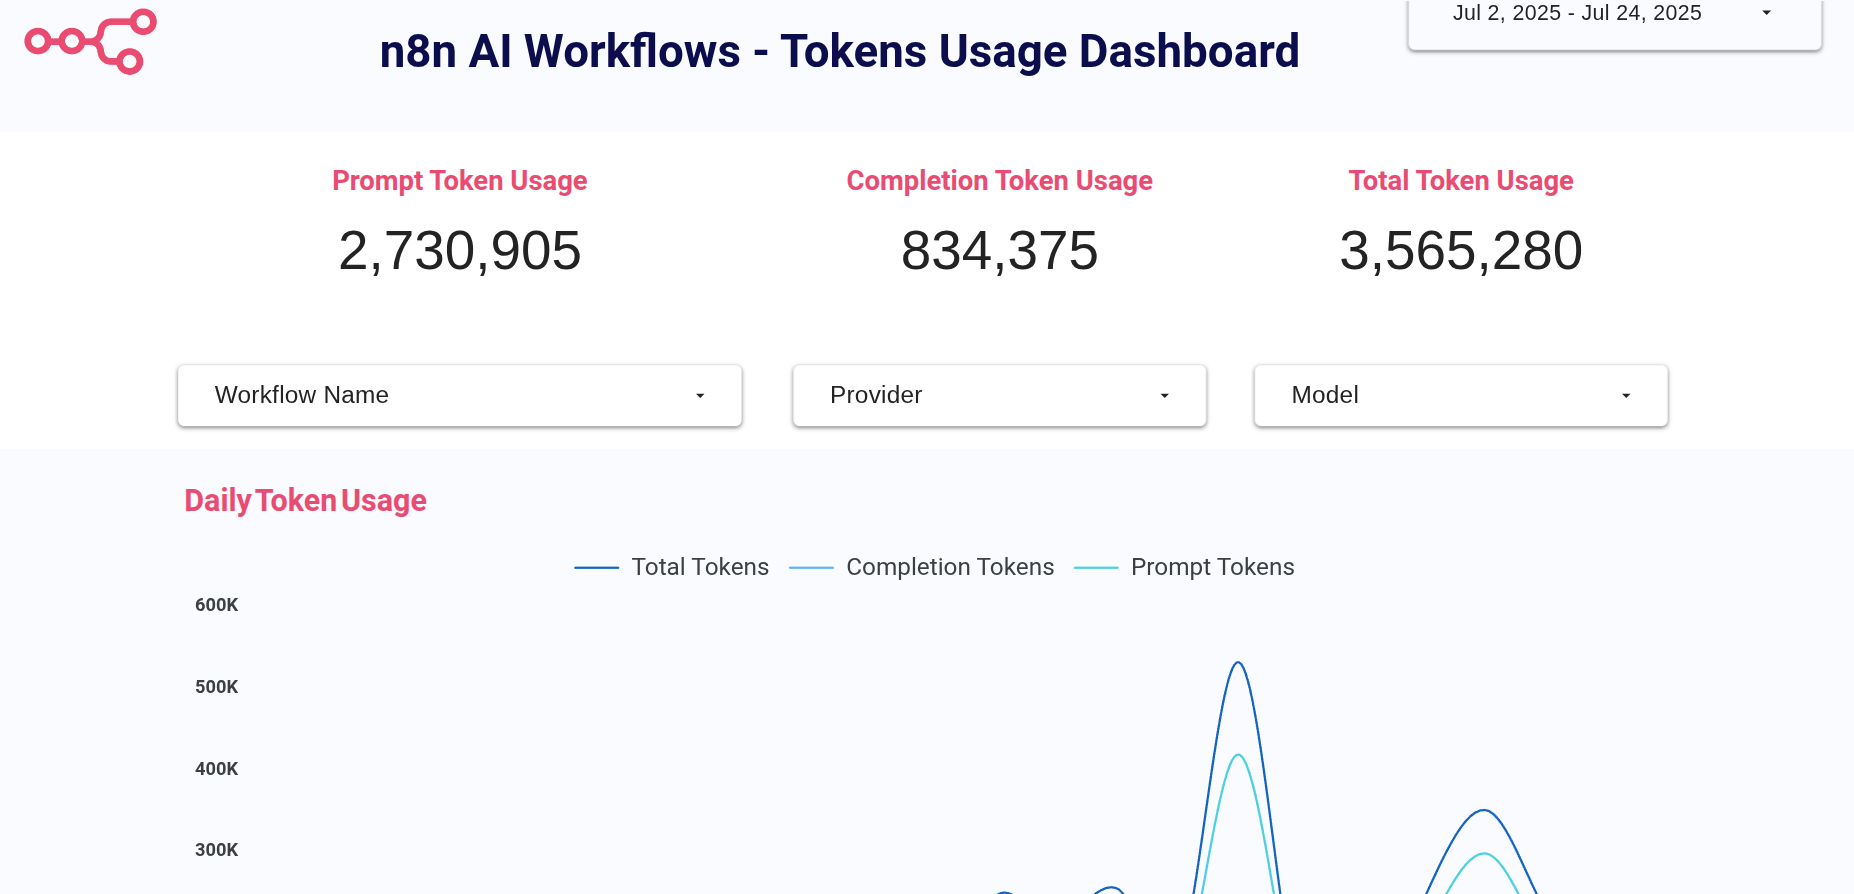 Jul 2, 2025 - Jul 24, 2025
n8n AI Workflows - Tokens Usage Dashboard
Prompt Token Usage
Completion Token Usage
Total Token Usage
2,730,905
834,375
3,565,280
Workflow Name
Provider
Model
Daily Token Usage
Total Tokens
Completion Tokens
Prompt Tokens
600K
500K
400K
300K